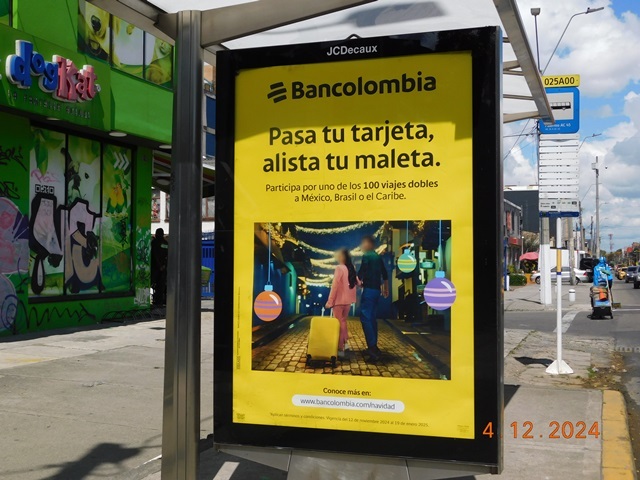 JCDecaux
025A00
dogkat
Bancolombia
Pasa tu tarjeta,
alista tu maleta.
Participa por uno de los 100 viajes dobles
a México, Brasil o el Caribe.
Conoce más en:
www.bancolombia.com/navidad
4 12 .2024